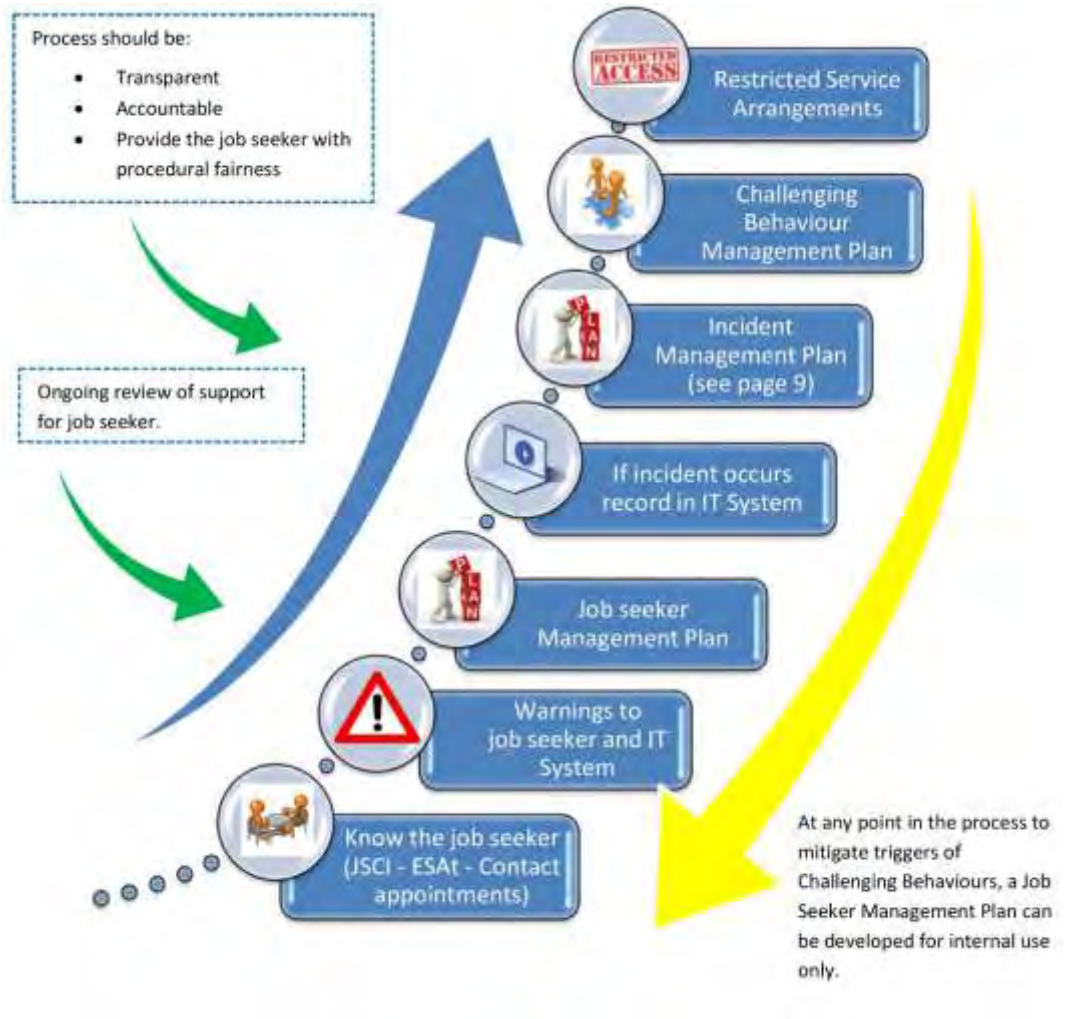 Process should be:
• Transparent
• Accountable
• Provide the job seeker with
procedural fairness
Ongoing review of support
for job seeker.
RESTRICTED
ACCESS
Restricted Service
Arrangements
Challenging
Behaviour
Management Plan
PLAN
Incident
Management Plan
(see page 9)
If incident occurs
record in IT System
PLAN
Job seeker
Management Plan
!
Warnings to
job seeker and IT
System
Know the job seeker
(JSCI - ESAt - Contact
appointments)
At any point in the process to
mitigate triggers of
Challenging Behaviours, a Job
Seeker Management Plan can
be developed for internal use
only.